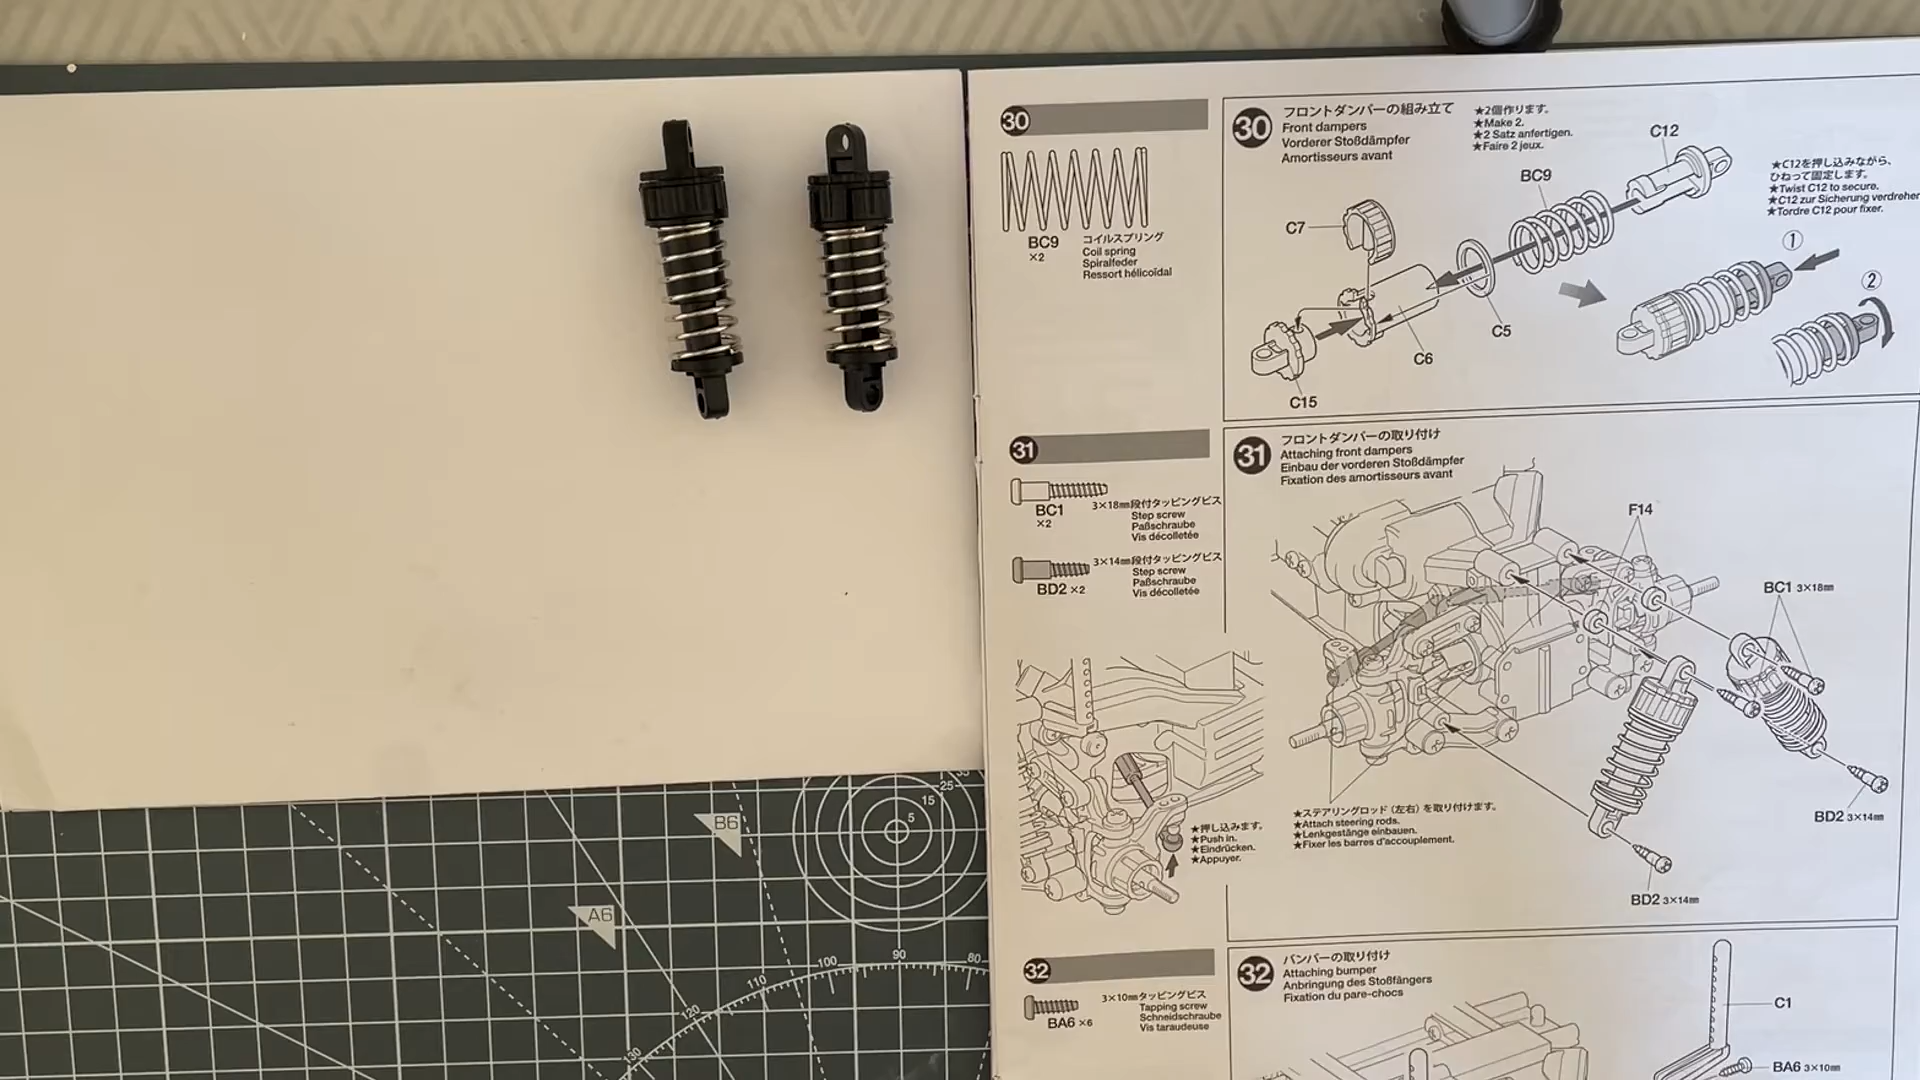 30
BC9
×2
コイルスプリング
Coil spring
Spiralfeder
Ressort hélicoïdal
30
フロントダンパーの組み立て
Front dampers
Vorderer Stoßdämpfer
Amortisseurs avant
★2個作ります。
★Make 2.
★2 Satz anfertigen.
★Faire 2 jeux.
C12
★C12を押し込みながら、
ひねって固定します。
★Twist C12 to secure.
★C12 zur Sicherung verdrehen
★Tordre C12 pour fixer.
BC9
C7
①
②
C5
C6
C15
31
BC1
×2
3×18mm段付タッピングビス
Step screw
Paßschraube
Vis décolletée
BD2 ×2
3×14mm段付タッピングビス
Step screw
Paßschraube
Vis décolletée
★押し込みます。
★Push in.
★Eindrücken.
★Appuyer.
31
フロントダンパーの取り付け
Attaching front dampers
Einbau der vorderen Stoßdämpfer
Fixation des amortisseurs avant
F14
BC1 3×18mm
★ステアリングロッド（左右）を取り付けます。
★Attach steering rods.
★Lenkgestänge einbauen.
★Fixer les barres d'accouplement.
BD2 3×14mm
BD2 3×14mm
32
BA6 ×6
3×10mmタッピングビス
Tapping screw
Schneidschraube
Vis taraudeuse
32
バンパーの取り付け
Attaching bumper
Anbringung des Stoßfängers
Fixation du pare-chocs
C1
BA6 3×10mm
B6
A6
25
15
5
130
120
110
100
90
80